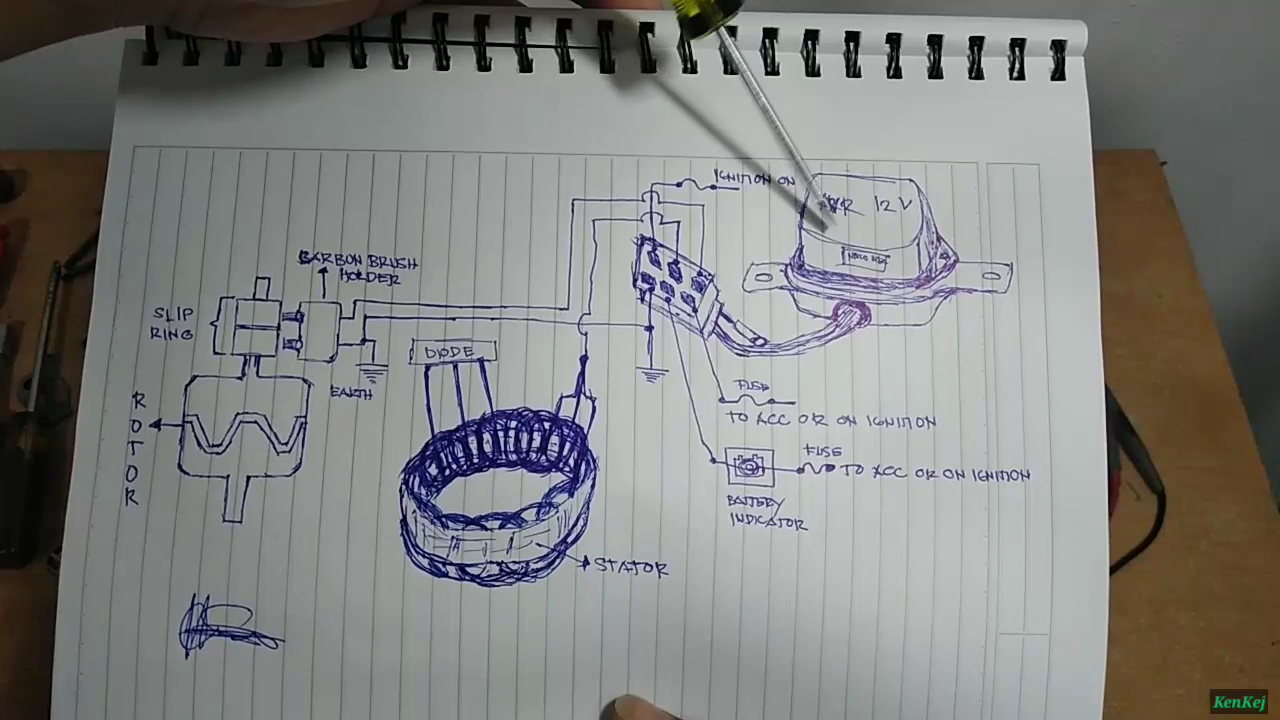 IGNITION ON
12V
CARBON BRUSH
HOLDER
SLIP
RING
DIODE
EARTH
ROTOR
FUSE
TO ACC OR ON IGNITION
FUSE
TO ACC OR ON IGNITION
BATTERY
INDICATOR
STATOR
KenKej